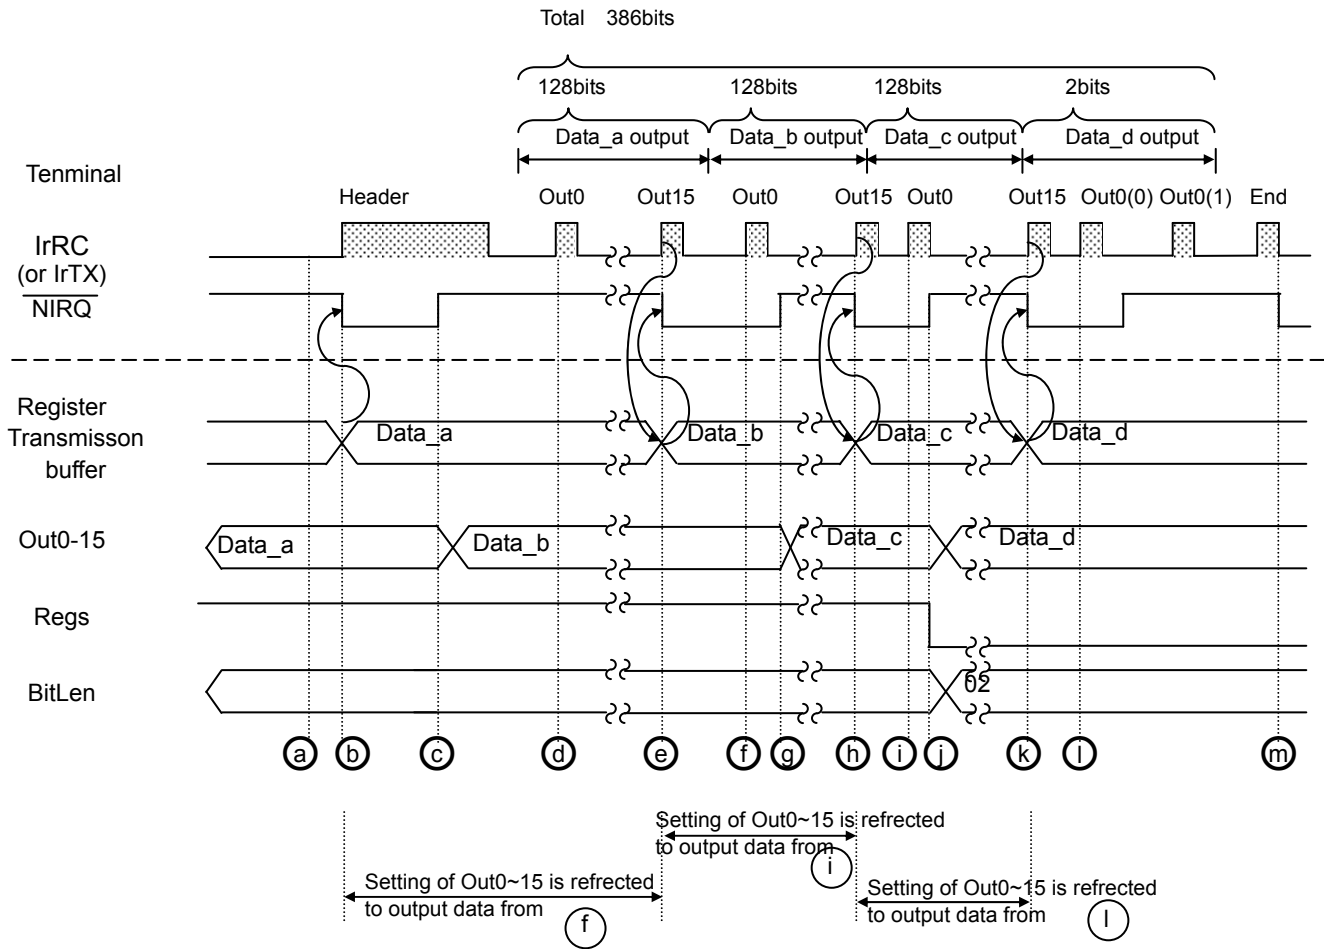 Total 386bits
128bits 128bits 128bits 2bits
Data_a output Data_b output Data_c output Data_d output
Tenminal
Header Out0 Out15 Out0 Out15 Out0 Out15 Out0(0) Out0(1) End
IrRC
(or IrTX)
NIRQ
Register
Transmisson
buffer
Data_a Data_b Data_c Data_d
Out0-15
Data_a Data_b Data_c Data_d
Regs
BitLen
02
a b c d e f g h i j k l m
Setting of Out0~15 is refrected
to output data from
i
Setting of Out0~15 is refrected
to output data from
f
Setting of Out0~15 is refrected
to output data from
l